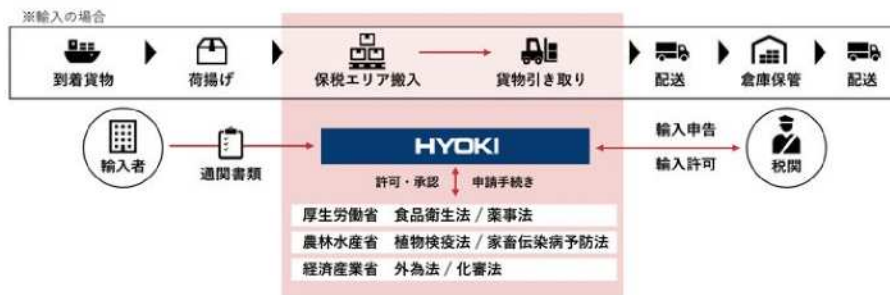 ※輸入の場合
到着貨物 荷揚げ 保税エリア搬入 貨物引き取り 配送 倉庫保管 配送
輸入者
通関書類
HYOKI
輸入申告
輸入許可
税関
許可・承認 申請手続き
厚生労働省 食品衛生法 / 薬事法
農林水産省 植物検疫法 / 家畜伝染病予防法
経済産業省 外為法 / 化審法